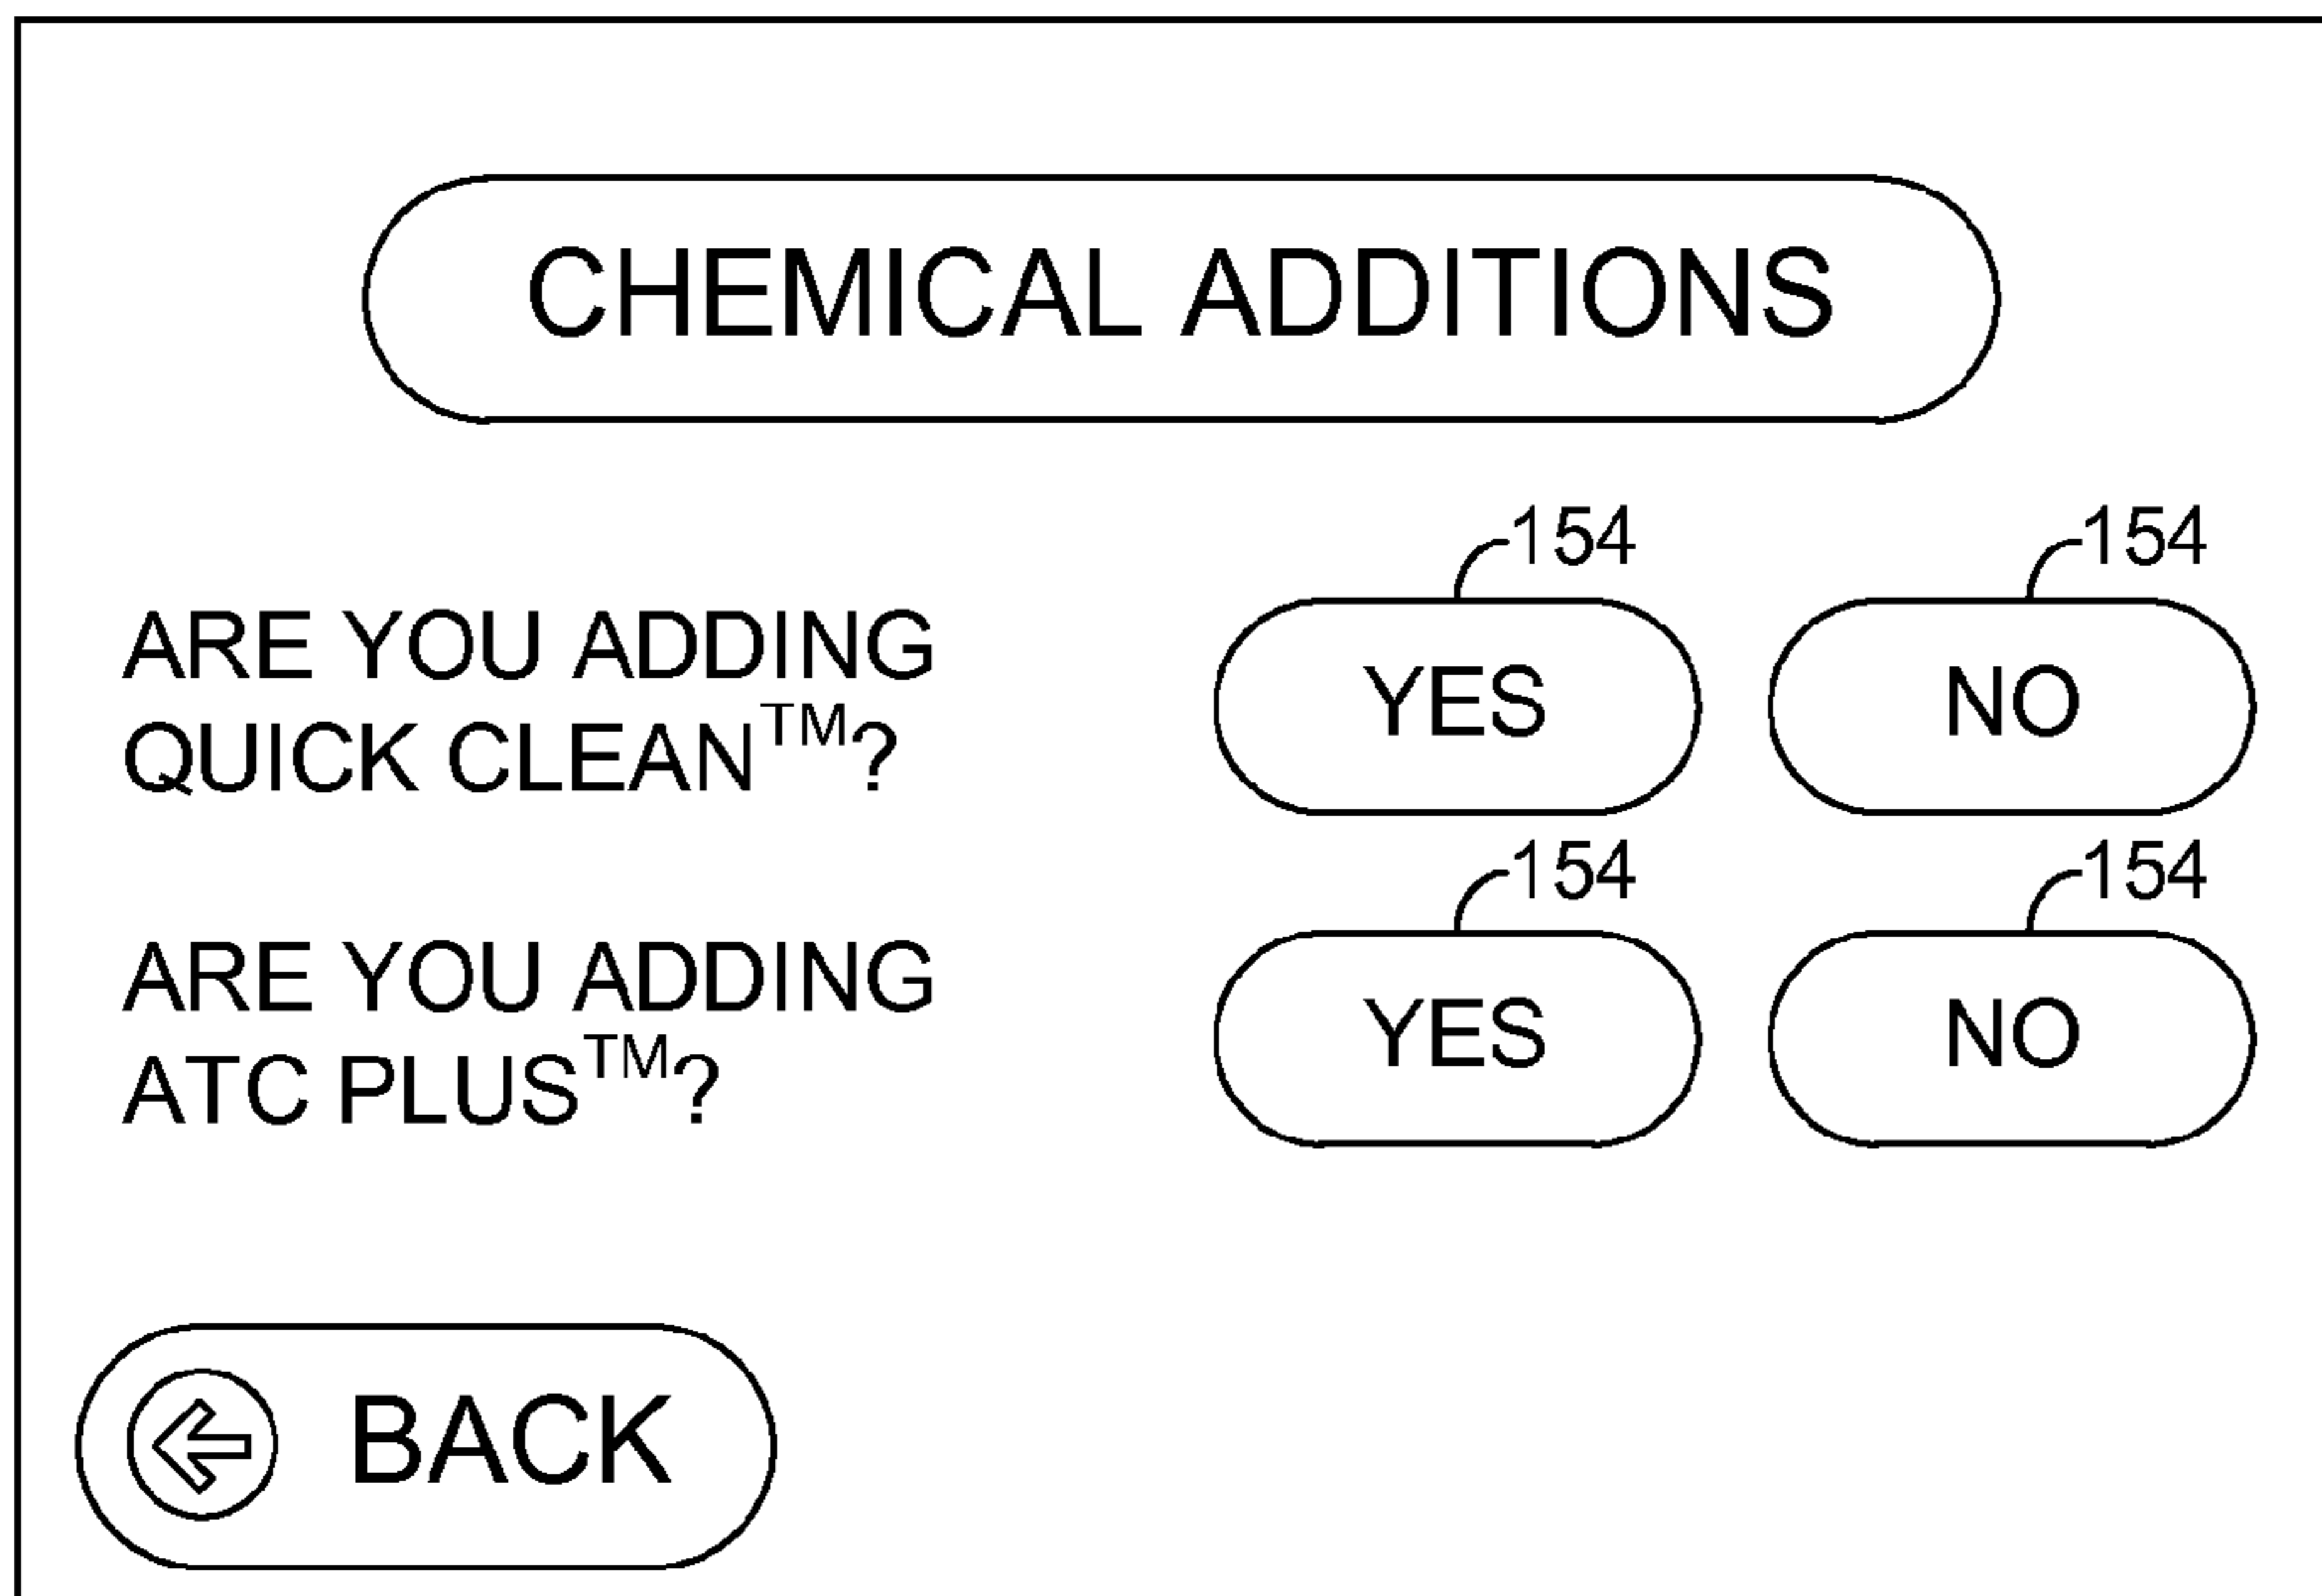 CHEMICAL ADDITIONS
154 154
ARE YOU ADDING
QUICK CLEAN™?
YES NO
154 154
ARE YOU ADDING
ATC PLUS™?
YES NO
BACK